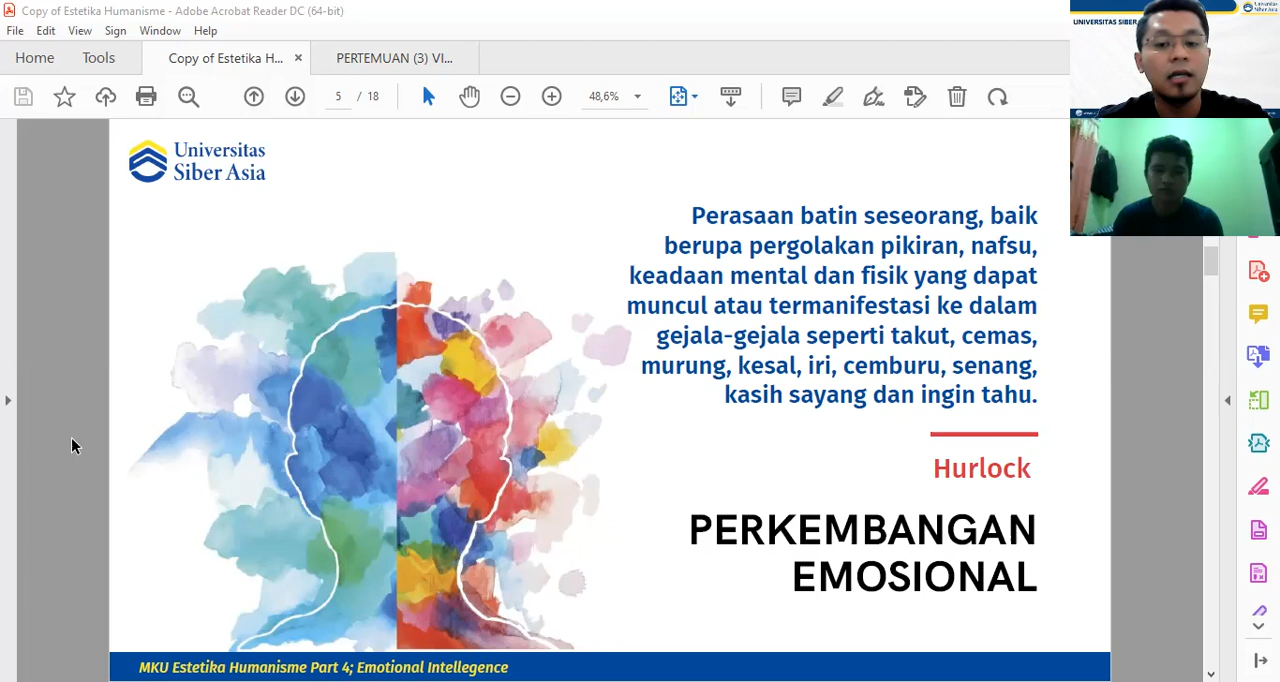 Copy of Estetika Humanisme - Adobe Acrobat Reader DC (64-bit)
File Edit View Sign Window Help
Home Tools Copy of Estetika H... × PERTEMUAN (3) VI...
5 / 18 48,6%
UNIVERSITAS SIBER
Universitas
Siber Asia
Perasaan batin seseorang, baik
berupa pergolakan pikiran, nafsu,
keadaan mental dan fisik yang dapat
muncul atau termanifestasi ke dalam
gejala-gejala seperti takut, cemas,
murung, kesal, iri, cemburu, senang,
kasih sayang dan ingin tahu.
Hurlock
PERKEMBANGAN
EMOSIONAL
MKU Estetika Humanisme Part 4; Emotional Intellegence